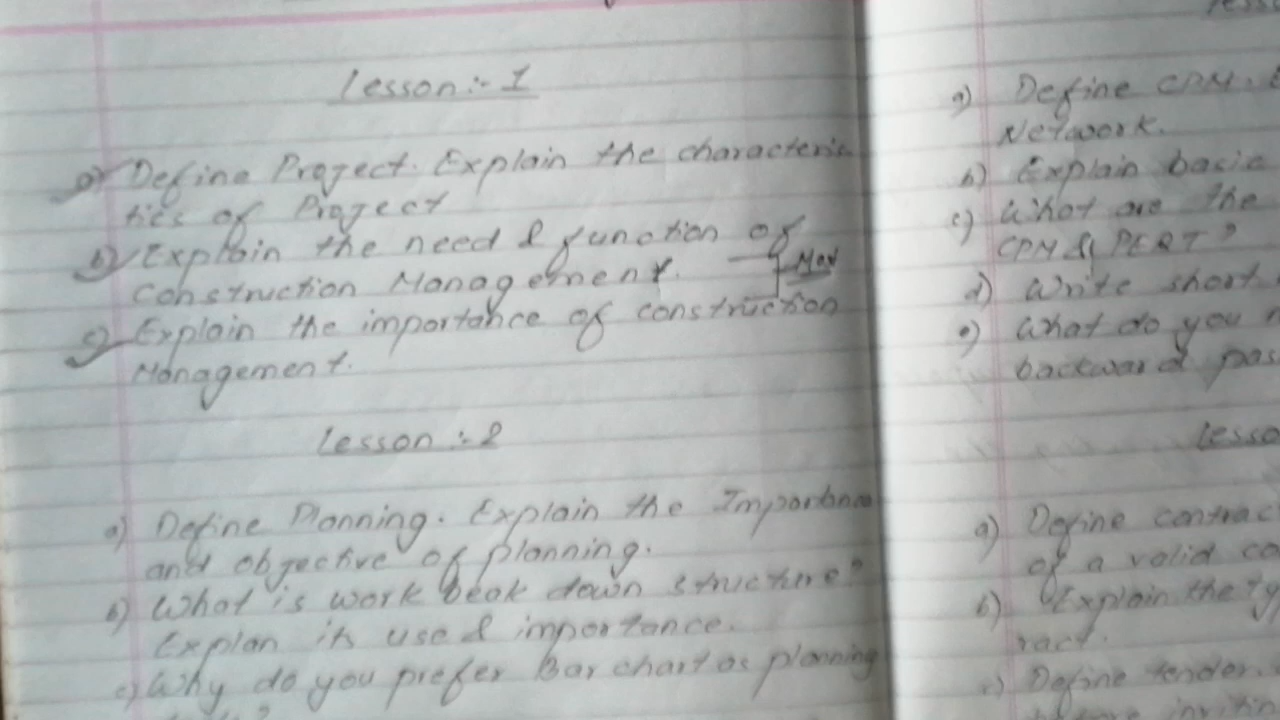 Lesson :- 1
a) Define Project. Explain the characteris
tics of Project
b) Explain the need & function of
construction Management.
Mov
c) Explain the importance of construction
Management.
Lesson :- 2
a) Define Planning. Explain the Importance
and objective of planning.
b) What is work beak down structure?
Explan its use & importance.
c) Why do you prefer Bar chart as planning
a) Define CPM.
Network.
b) Explain basic
c) What are the
CPM & PERT?
d) Write short
e) What do you
backward pas
Lesso
a) Define contrac
of a valid co
b) Explain the ty
ract.
c) Define tender.